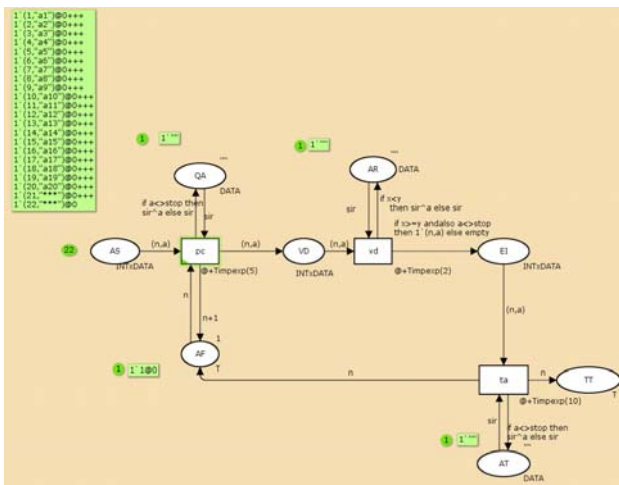 1`(1,"a1")@0+++
1`(2,"a2")@0+++
1`(3,"a3")@0+++
1`(4,"a4")@0+++
1`(5,"a5")@0+++
1`(6,"a6")@0+++
1`(7,"a7")@0+++
1`(8,"a8")@0+++
1`(9,"a9")@0+++
1`(10,"a10")@0+++
1`(11,"a11")@0+++
1`(12,"a12")@0+++
1`(13,"a13")@0+++
1`(14,"a14")@0+++
1`(15,"a15")@0+++
1`(16,"a16")@0+++
1`(17,"a17")@0+++
1`(18,"a18")@0+++
1`(19,"a19")@0+++
1`(20,"a20")@0+++
1`(21,"***")@0+++
1`(22,"***")@0
1 1`""
""
QA
DATA
if a<>stop then
sir^a else sir
sir
1 1`""
""
AR
DATA
sir
if x<y
then sir^a else sir
if x>=y andalso a<>stop
then 1`(n,a) else empty
22
AS
INTxDATA
(n,a)
pc
@+Timpexp(5)
(n,a)
VD
INTxDATA
(n,a)
vd
@+Timpexp(2)
EI
INTxDATA
n
n+1
(n,a)
1
AF
T
1 1`1@0
n
ta
@+Timpexp(10)
n
TT
T
sir
if a<>stop then
sir^a else sir
1 1`""
""
AT
DATA